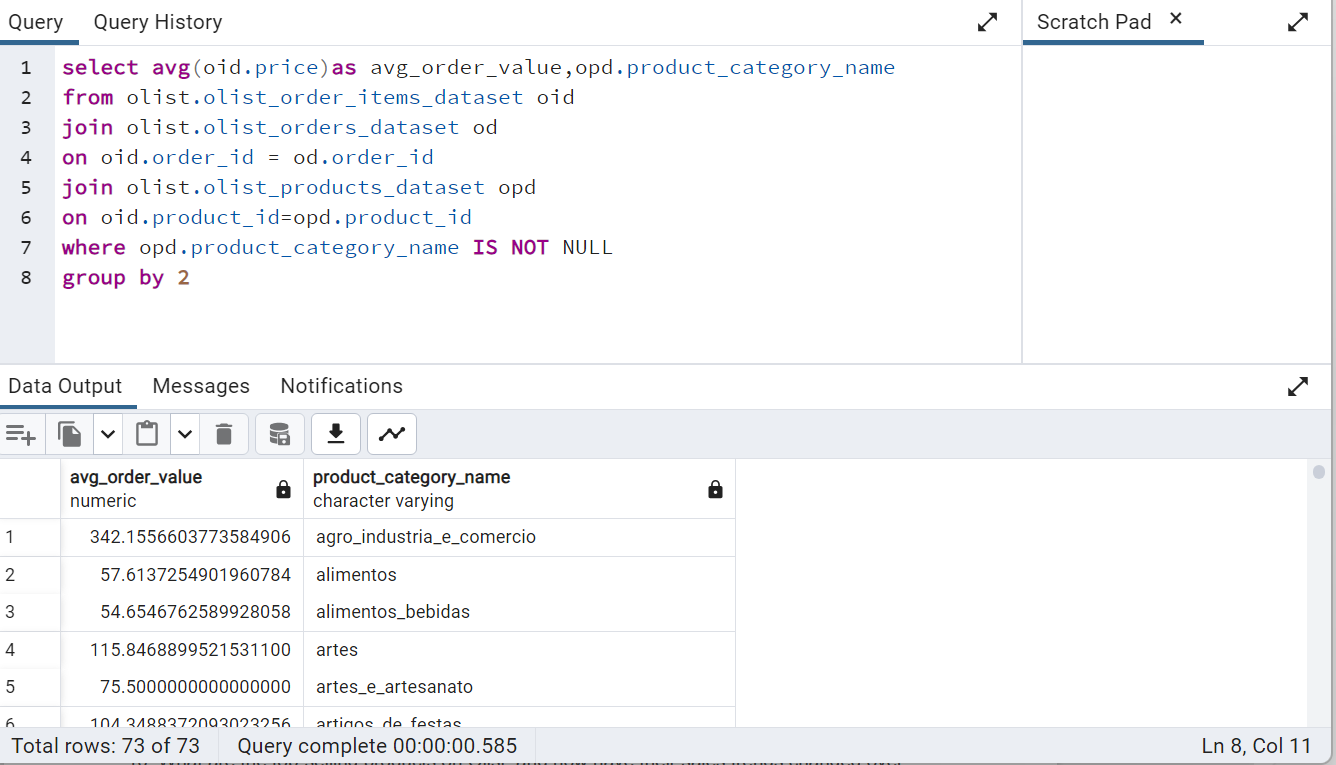 Query Query History Scratch Pad ×
1 select avg(oid.price)as avg_order_value,opd.product_category_name
2 from olist.olist_order_items_dataset oid
3 join olist.olist_orders_dataset od
4 on oid.order_id = od.order_id
5 join olist.olist_products_dataset opd
6 on oid.product_id=opd.product_id
7 where opd.product_category_name IS NOT NULL
8 group by 2
Data Output Messages Notifications
avg_order_value product_category_name
numeric character varying
1 342.1556603773584906 agro_industria_e_comercio
2 57.6137254901960784 alimentos
3 54.6546762589928058 alimentos_bebidas
4 115.8468899521531100 artes
5 75.5000000000000000 artes_e_artesanato
6 104.3488372093023256 artigos_de_festas
Total rows: 73 of 73 Query complete 00:00:00.585 Ln 8, Col 11